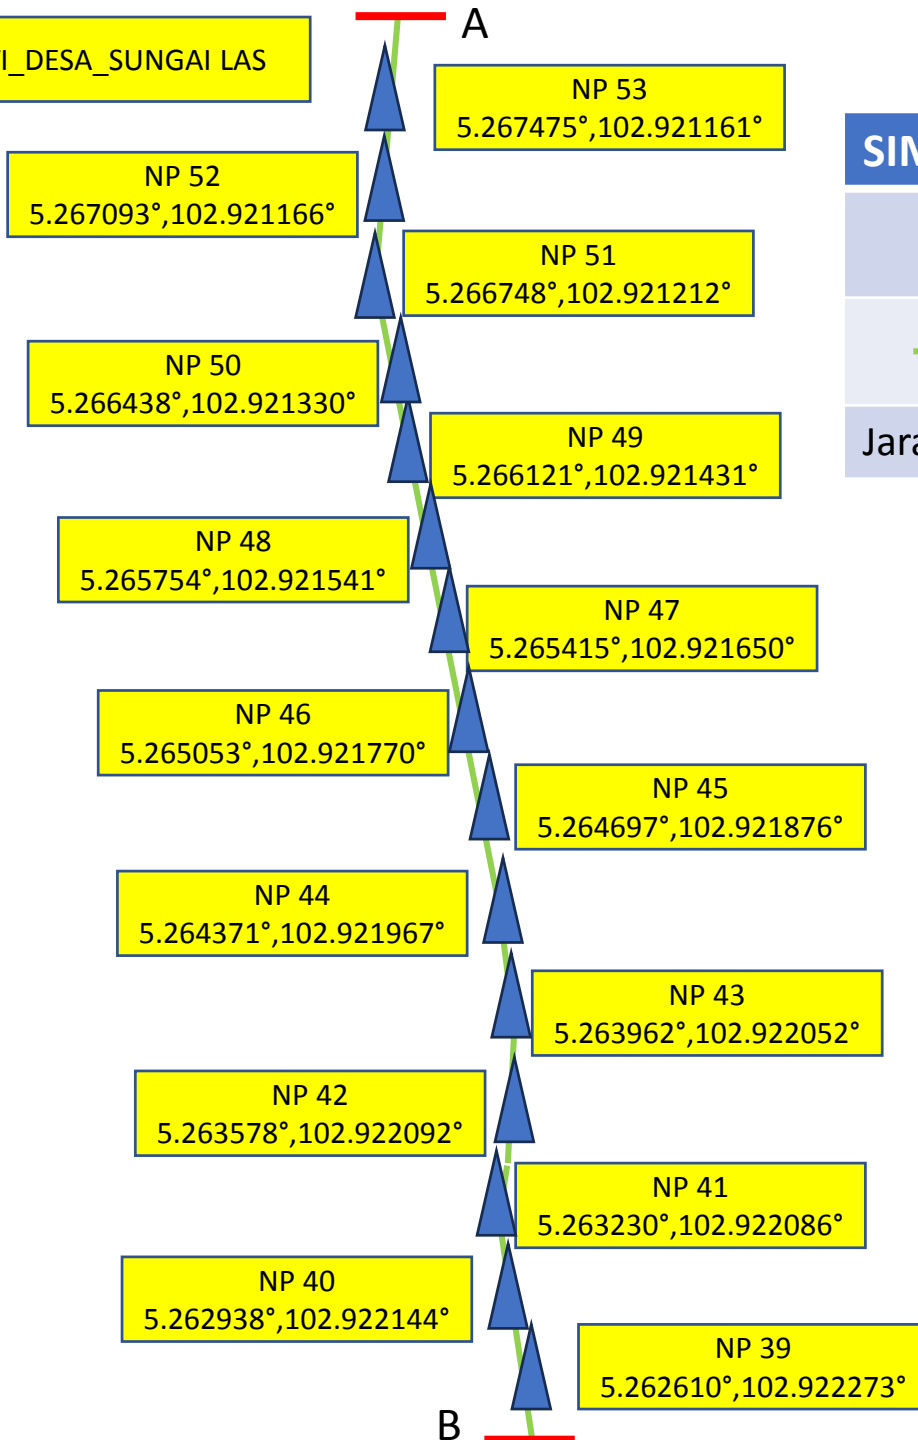 A
_DESA_SUNGAI LAS
NP 53
5.267475°,102.921161°
SIM
NP 52
5.267093°,102.921166°
NP 51
5.266748°,102.921212°
NP 50
5.266438°,102.921330°
Jara
NP 49
5.266121°,102.921431°
NP 48
5.265754°,102.921541°
NP 47
5.265415°,102.921650°
NP 46
5.265053°,102.921770°
NP 45
5.264697°,102.921876°
NP 44
5.264371°,102.921967°
NP 43
5.263962°,102.922052°
NP 42
5.263578°,102.922092°
NP 41
5.263230°,102.922086°
NP 40
5.262938°,102.922144°
NP 39
5.262610°,102.922273°
B